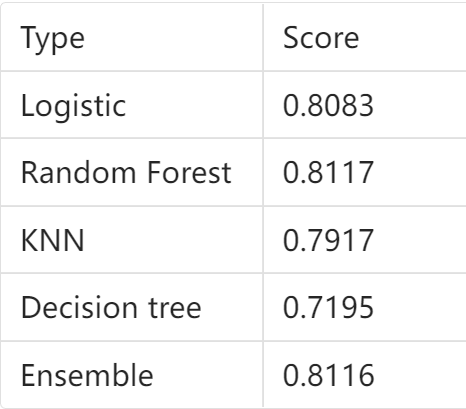 Type Score
Logistic 0.8083
Random Forest 0.8117
KNN 0.7917
Decision tree 0.7195
Ensemble 0.8116